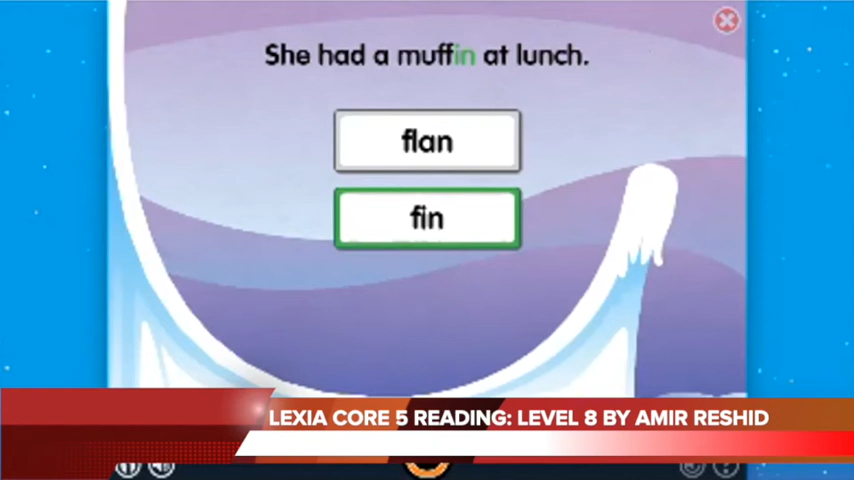 She had a muffin at lunch.
flan
fin
LEXIA CORE 5 READING: LEVEL 8 BY AMIR RESHID